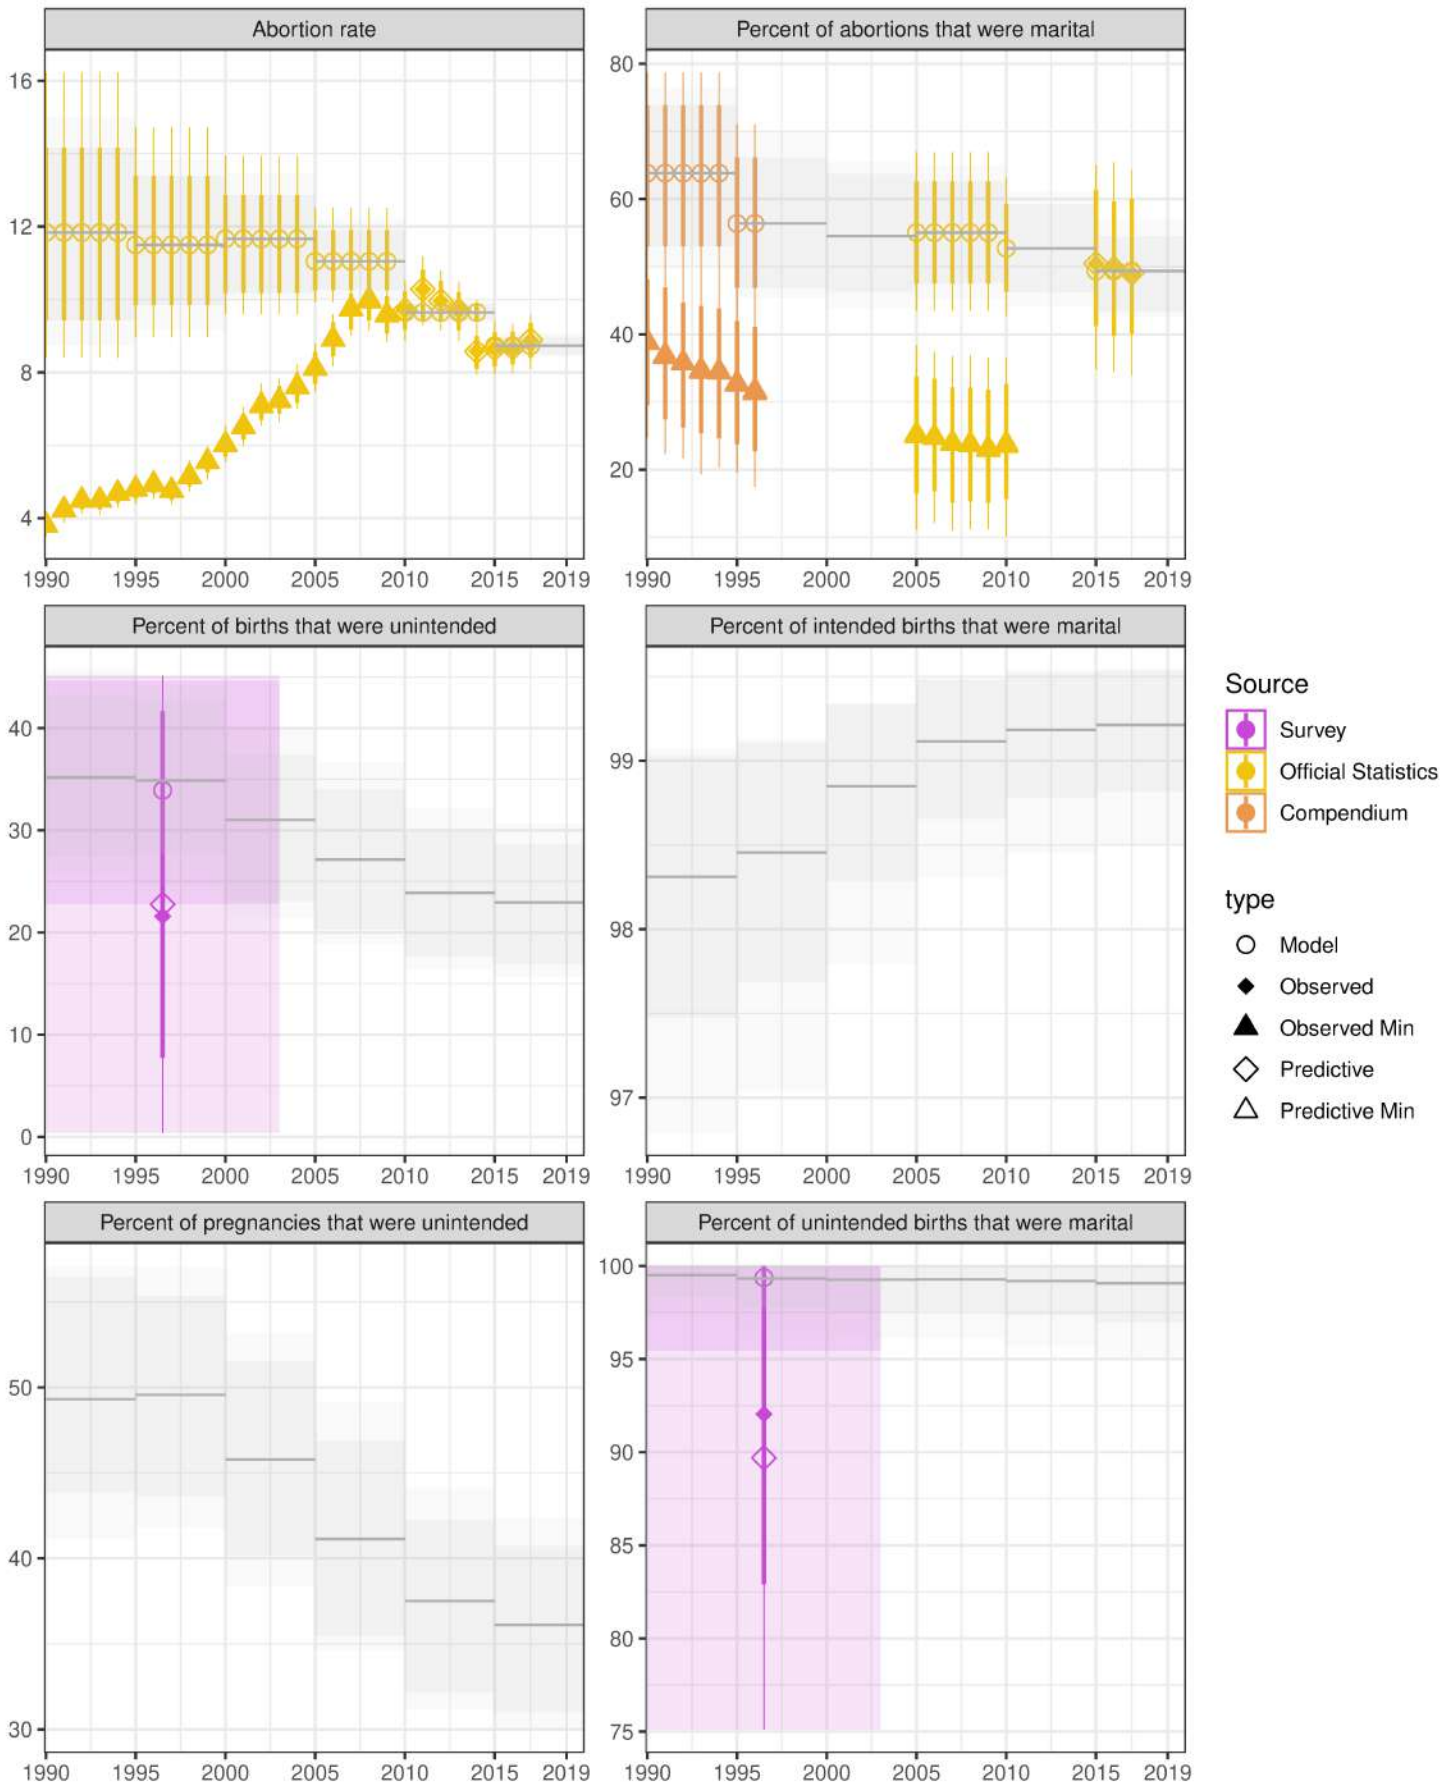 Abortion rate
Percent of abortions that were marital
16
12
8
4
80
60
40
20
1990 1995 2000 2005 2010 2015 2019
1990 1995 2000 2005 2010 2015 2019
Percent of births that were unintended
Percent of intended births that were marital
40
30
20
10
0
99
98
97
1990 1995 2000 2005 2010 2015 2019
1990 1995 2000 2005 2010 2015 2019
Source
Survey
Official Statistics
Compendium
type
Model
Observed
Observed Min
Predictive
Predictive Min
Percent of pregnancies that were unintended
Percent of unintended births that were marital
50
40
30
100
95
90
85
80
75
1990 1995 2000 2005 2010 2015 2019
1990 1995 2000 2005 2010 2015 2019